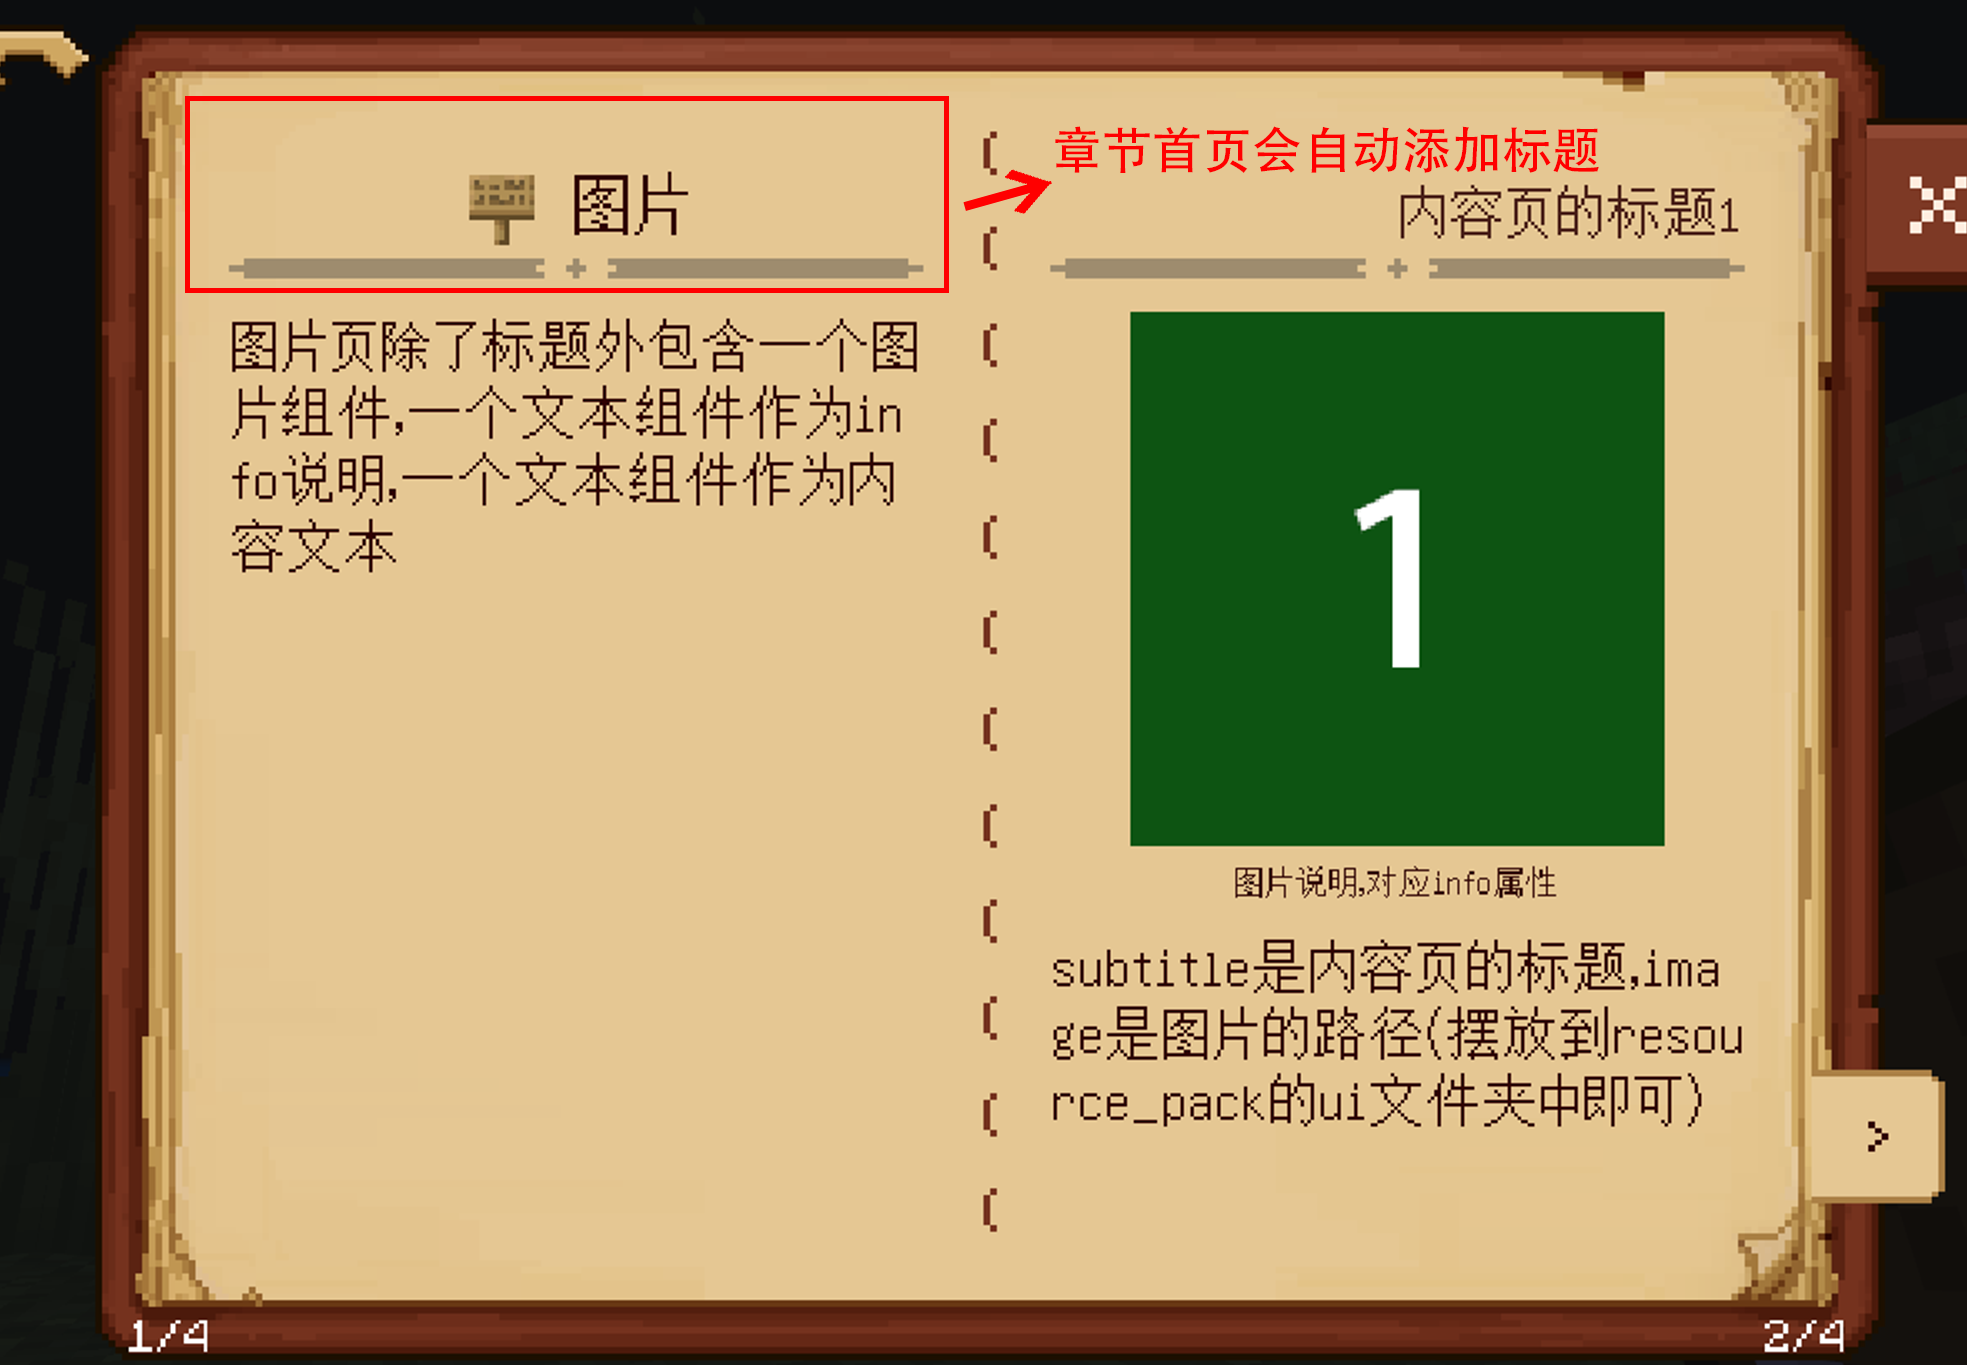 图片
图片页除了标题外包含一个图
片组件,一个文本组件作为in
fo说明,一个文本组件作为内
容文本
1/4
章节首页会自动添加标题
内容页的标题1
1
图片说明,对应info属性
subtitle是内容页的标题,ima
ge是图片的路径(摆放到resou
rce_pack的ui文件夹中即可)
>
2/4